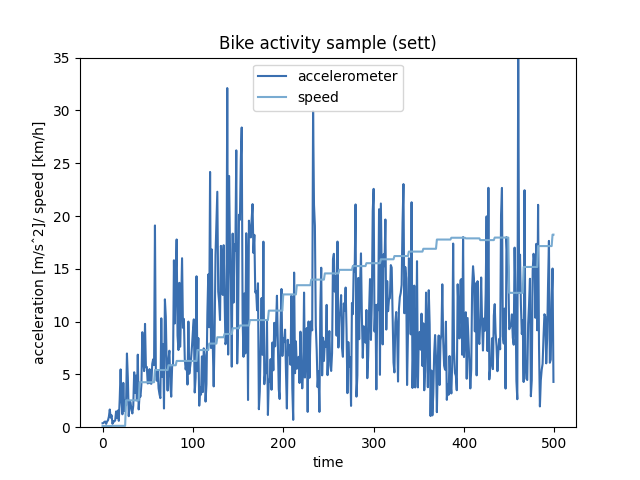 Bike activity sample (sett)
accelerometer
speed
acceleration [m/s^2]/ speed [km/h]
35
30
25
20
15
10
5
0
0 100 200 300 400 500
time